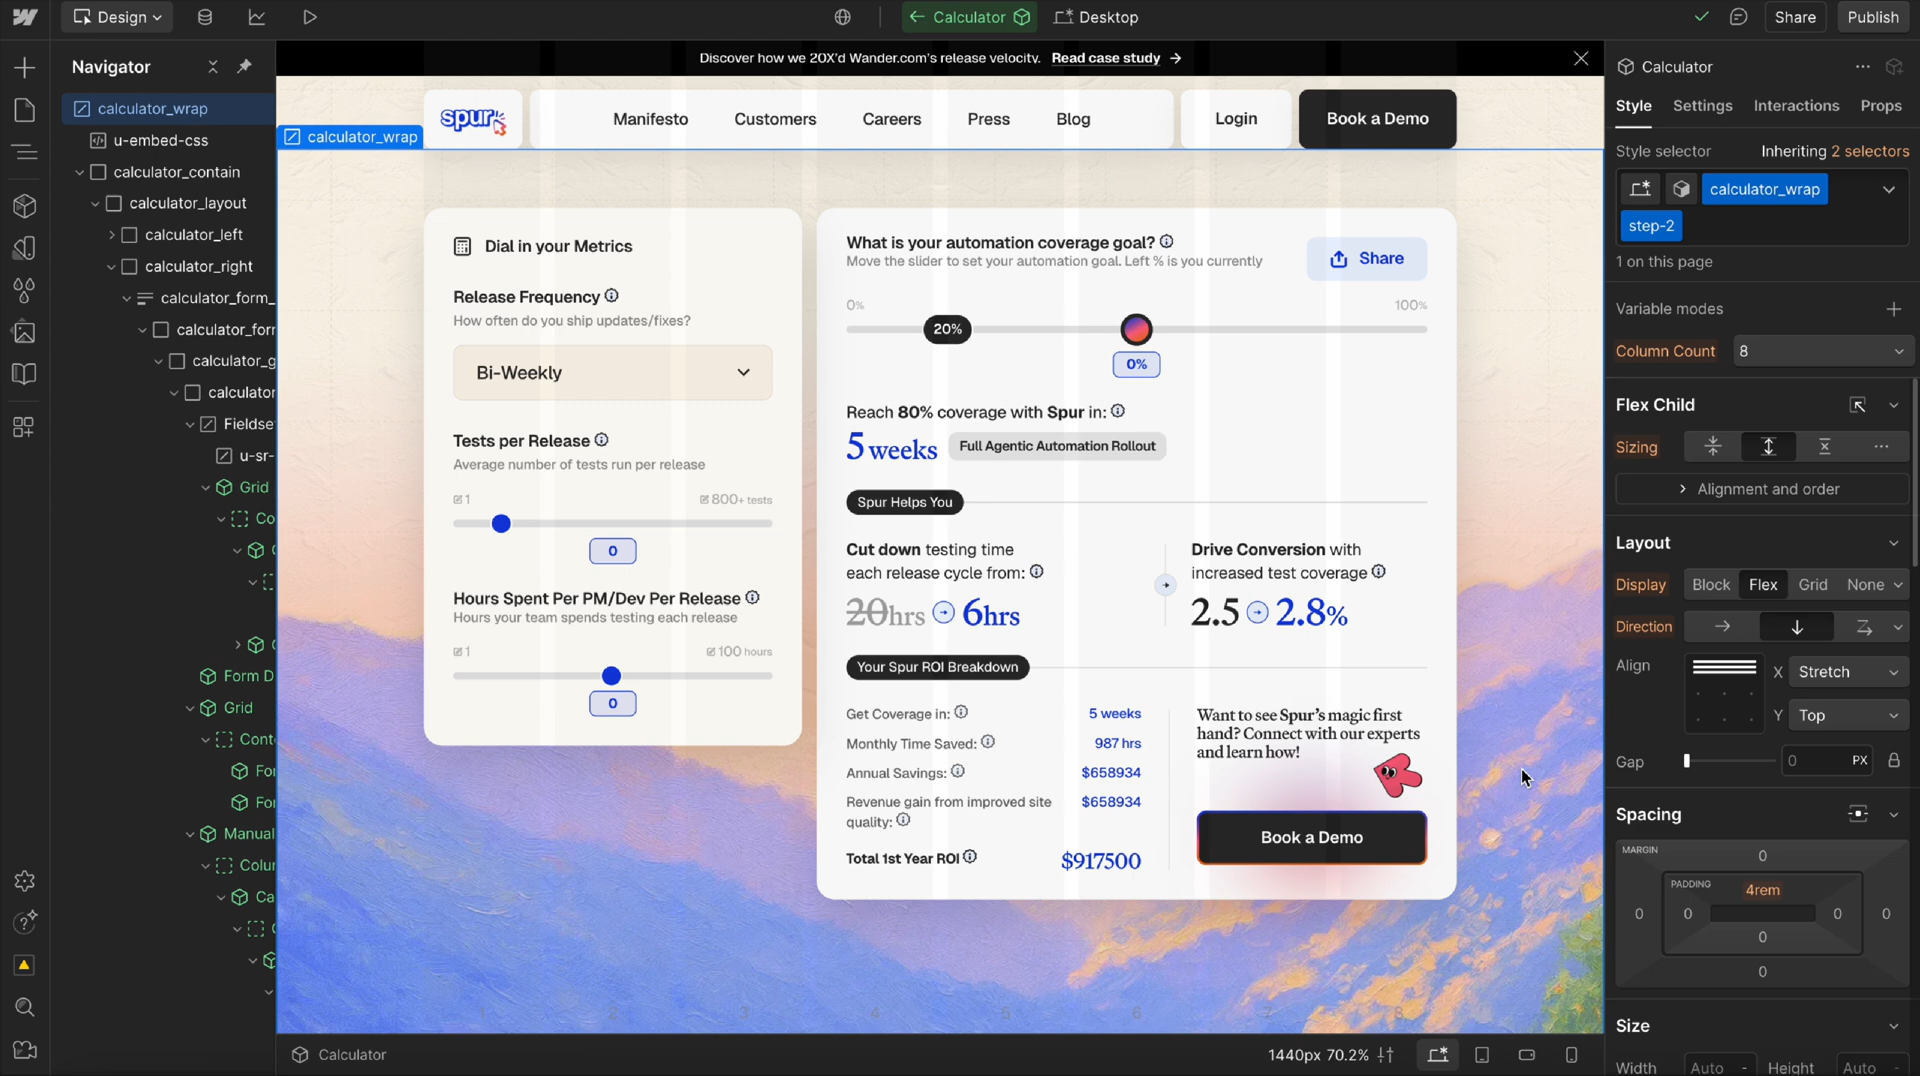 Design
Calculator
Desktop
Share
Publish
Navigator
calculator_wrap
u-embed-css
calculator_contain
calculator_layout
calculator_left
calculator_right
calculator_form_
calculator_for
calculator_g
calculator
Fieldse
u-sr-
Grid
Co
Form D
Grid
Cont
For
For
Manual
Colu
Ca
Discover how we 20X'd Wander.com's release velocity. Read case study →
spur
Manifesto
Customers
Careers
Press
Blog
Login
Book a Demo
calculator_wrap
Dial in your Metrics
Release Frequency
How often do you ship updates/fixes?
Bi-Weekly
Tests per Release
Average number of tests run per release
1
800+ tests
0
Hours Spent Per PM/Dev Per Release
Hours your team spends testing each release
1
100 hours
0
What is your automation coverage goal?
Move the slider to set your automation goal. Left % is you currently
Share
0%
100%
20%
0%
Reach 80% coverage with Spur in:
5 weeks
Full Agentic Automation Rollout
Spur Helps You
Cut down testing time
each release cycle from:
20hrs → 6hrs
Drive Conversion with
increased test coverage
2.5 → 2.8%
Your Spur ROI Breakdown
Get Coverage in: 5 weeks
Monthly Time Saved: 987 hrs
Annual Savings: $658934
Revenue gain from improved site $658934
quality:
Total 1st Year ROI $917500
Want to see Spur's magic first
hand? Connect with our experts
and learn how!
Book a Demo
1 2 3 4 5 6 7 8
Calculator
1440px 70.2%
Calculator
Style
Settings
Interactions
Props
Style selector
Inheriting 2 selectors
calculator_wrap
step-2
1 on this page
Variable modes
Column Count
8
Flex Child
Sizing
Alignment and order
Layout
Display
Block
Flex
Grid
None
Direction
Align
X
Stretch
Y
Top
Gap
0
PX
Spacing
MARGIN
0
PADDING
4rem
0
0
0
0
0
0
Size
Width
Auto
-
Height
Auto
-